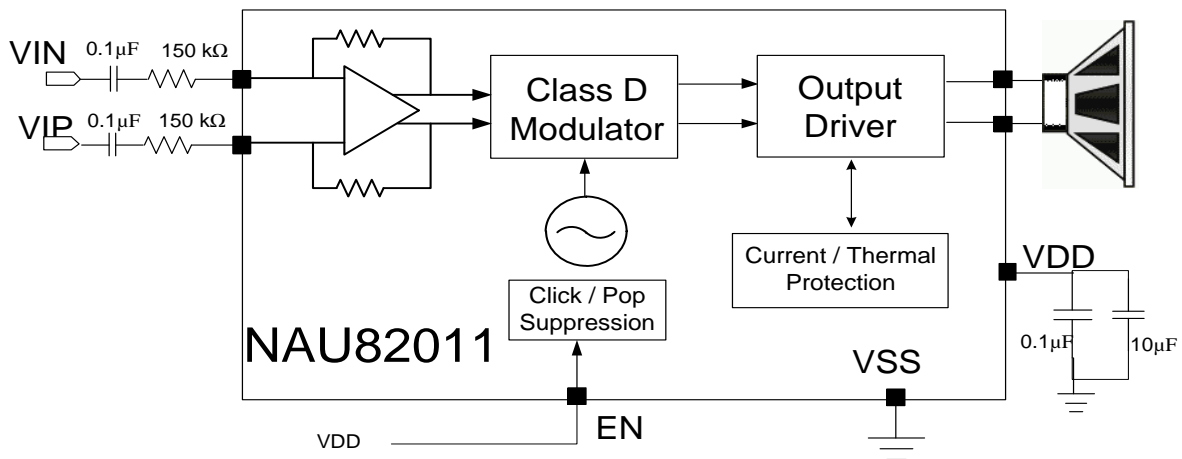 VIN
0.1µF
150 kΩ
VIP
0.1µF
150 kΩ
Class D
Modulator
Output
Driver
Current / Thermal
Protection
VDD
0.1µF
10µF
Click / Pop
Suppression
NAU82011
VSS
EN
VDD